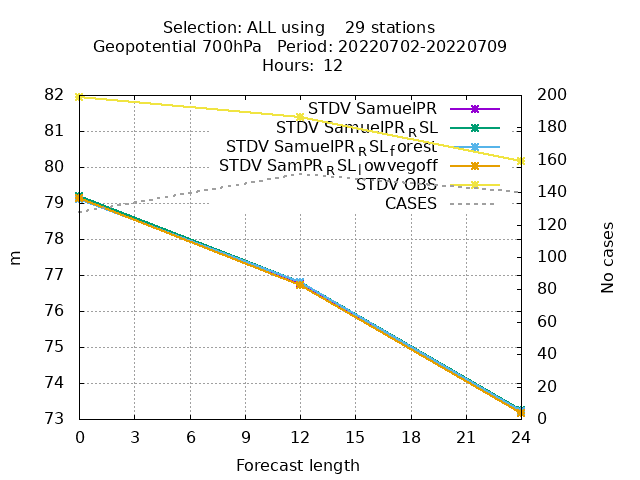 Selection: ALL using 29 stations
Geopotential 700hPa Period: 20220702-20220709
Hours: 12
82
81
80
79
78
77
76
75
74
73
m
STDV SamuelPR
STDV SamuelPR_RSL
STDV SamuelPR_RSL_forest
STDV SamPR_RSL_lowvegoff
STDV OBS
CASES
200
180
160
140
120
100
80
60
40
20
0
No cases
0 3 6 9 12 15 18 21 24
Forecast length